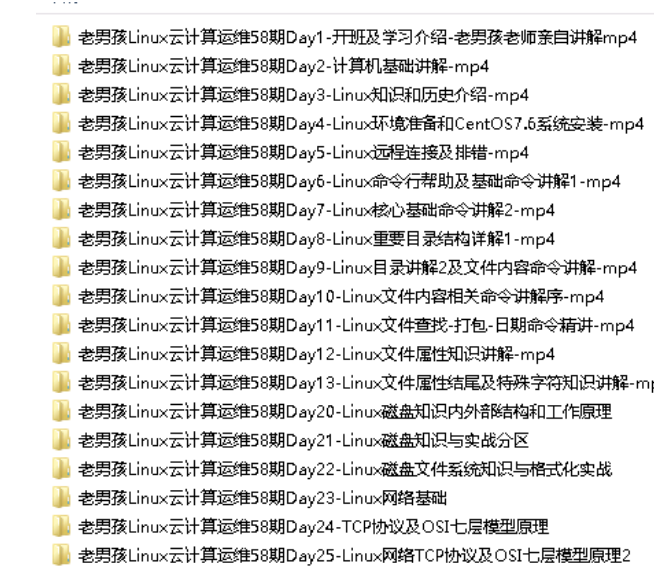 老男孩Linux云计算运维58期Day1-开班及学习介绍-老男孩老师亲自讲解mp4
老男孩Linux云计算运维58期Day2-计算机基础讲解-mp4
老男孩Linux云计算运维58期Day3-Linux知识和历史介绍-mp4
老男孩Linux云计算运维58期Day4-Linux环境准备和CentOS7.6系统安装-mp4
老男孩Linux云计算运维58期Day5-Linux远程连接及排错-mp4
老男孩Linux云计算运维58期Day6-Linux命令行帮助及基础命令讲解1-mp4
老男孩Linux云计算运维58期Day7-Linux核心基础命令讲解2-mp4
老男孩Linux云计算运维58期Day8-Linux重要目录结构详解1-mp4
老男孩Linux云计算运维58期Day9-Linux目录讲解2及文件内容命令讲解-mp4
老男孩Linux云计算运维58期Day10-Linux文件内容相关命令讲解序-mp4
老男孩Linux云计算运维58期Day11-Linux文件查找-打包-日期命令精讲-mp4
老男孩Linux云计算运维58期Day12-Linux文件属性知识讲解-mp4
老男孩Linux云计算运维58期Day13-Linux文件属性结尾及特殊字符知识讲解-mp
老男孩Linux云计算运维58期Day20-Linux磁盘知识内外部结构和工作原理
老男孩Linux云计算运维58期Day21-Linux磁盘知识与实战分区
老男孩Linux云计算运维58期Day22-Linux磁盘文件系统知识与格式化实战
老男孩Linux云计算运维58期Day23-Linux网络基础
老男孩Linux云计算运维58期Day24-TCP协议及OSI七层模型原理
老男孩Linux云计算运维58期Day25-Linux网络TCP协议及OSI七层模型原理2